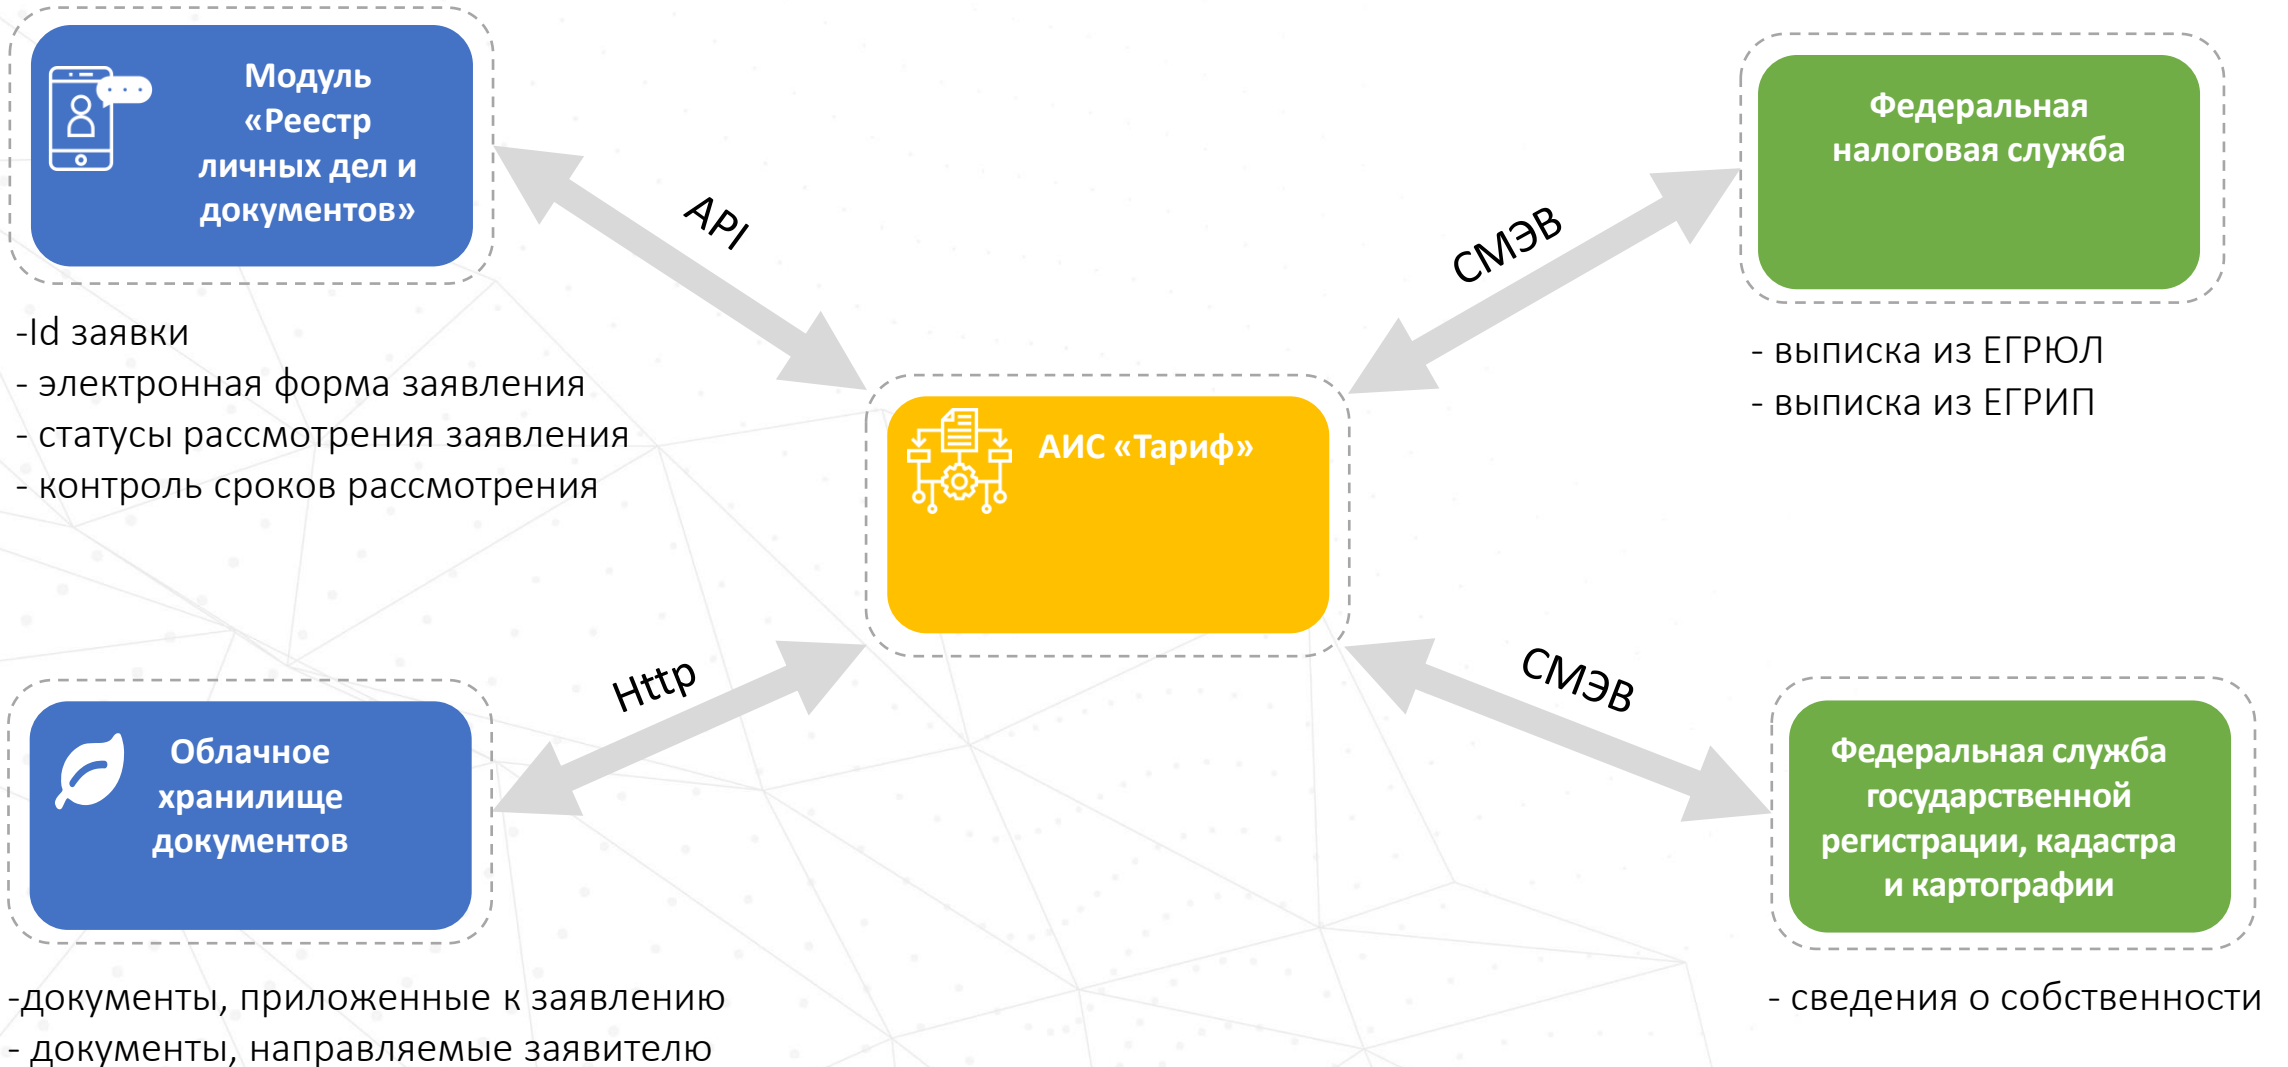 Модуль
«Реестр
личных дел и
документов»
API
-Id заявки
- электронная форма заявления
- статусы рассмотрения заявления
- контроль сроков рассмотрения
Федеральная
налоговая служба
СМЭВ
- выписка из ЕГРЮЛ
- выписка из ЕГРИП
АИС «Тариф»
Облачное
хранилище
документов
Http
-документы, приложенные к заявлению
- документы, направляемые заявителю
СМЭВ
Федеральная служба
государственной
регистрации, кадастра
и картографии
- сведения о собственности